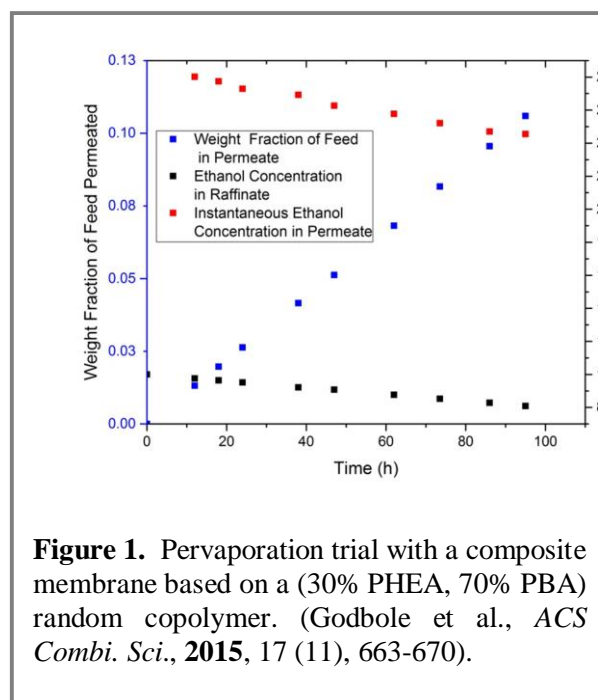 0.13
0.10
0.08
0.05
0.03
0.00
Weight Fraction of Feed Permeated
Weight Fraction of Feed
in Permeate
Ethanol Concentration
in Raffinate
Instantaneous Ethanol
Concentration in Permeate
0 20 40 60 80 100
Time (h)
Figure 1. Pervaporation trial with a composite
membrane based on a (30% PHEA, 70% PBA)
random copolymer. (Godbole et al., ACS
Combi. Sci., 2015, 17 (11), 663-670).